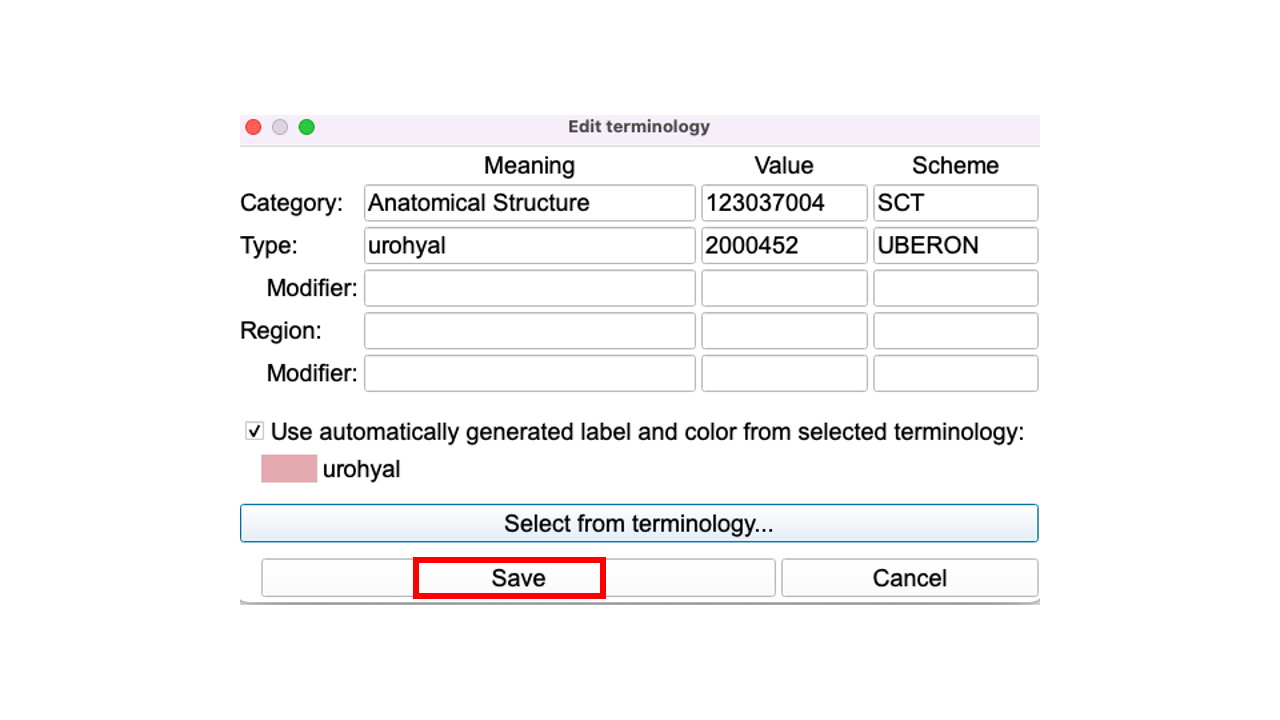 Edit terminology
Meaning Value Scheme
Category: Anatomical Structure 123037004 SCT
Type: urohyal 2000452 UBERON
Modifier:
Region:
Modifier:
Use automatically generated label and color from selected terminology:
urohyal
Select from terminology...
Save Cancel